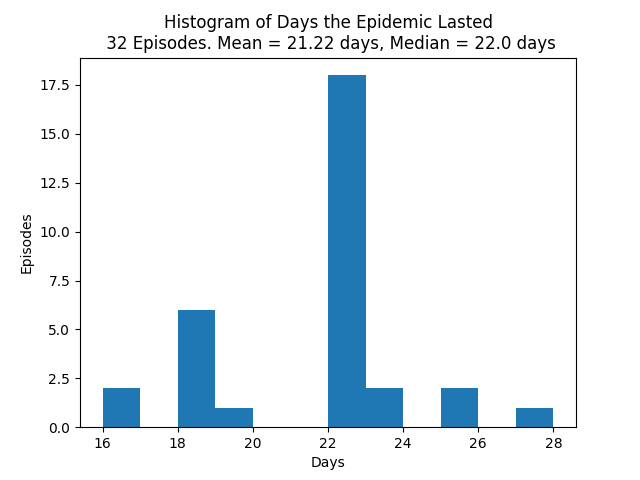 Histogram of Days the Epidemic Lasted
32 Episodes. Mean = 21.22 days, Median = 22.0 days
17.5
15.0
12.5
10.0
7.5
5.0
2.5
0.0
Episodes
16 18 20 22 24 26 28
Days